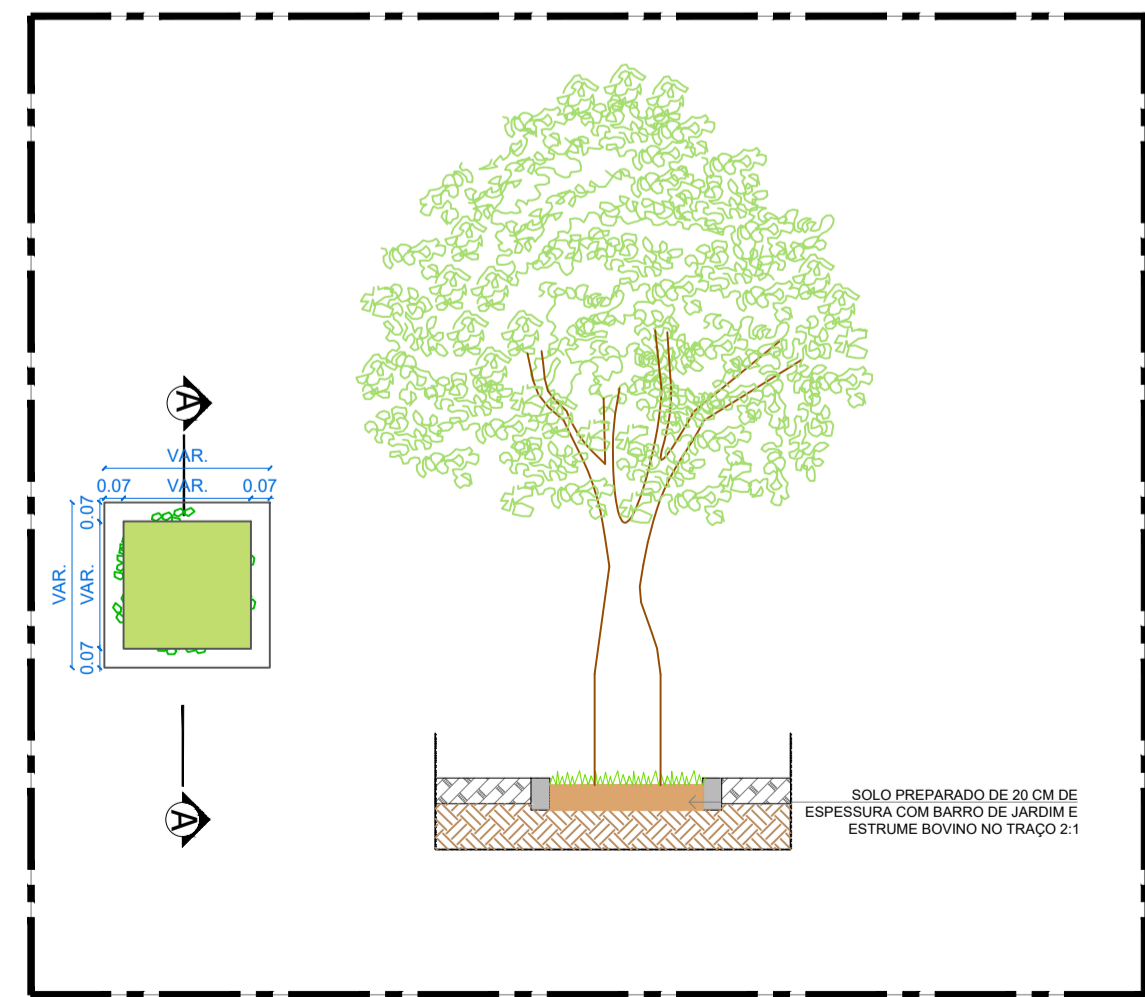 A
VAR.
0.07
VAR.
0.07
0.07
VAR.
VAR.
0.07
A
SOLO PREPARADO DE 20 CM DE
ESPESSURA COM BARRO DE JARDIM E
ESTRUME BOVINO NO TRAÇO 2:1